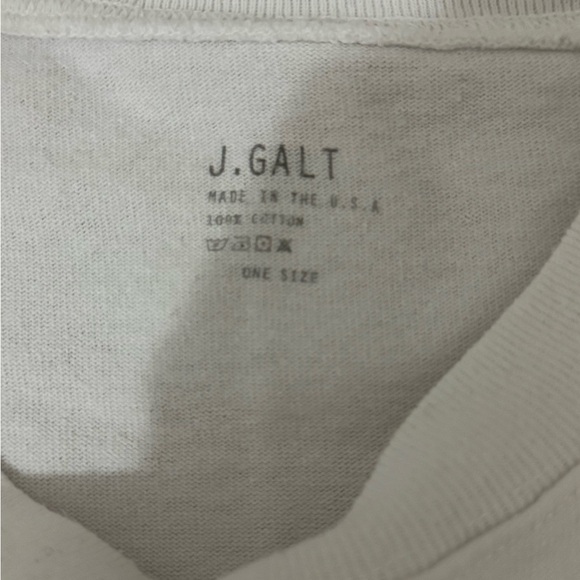 J.GALT
MADE IN THE U.S.A
100% COTTON
ONE SIZE